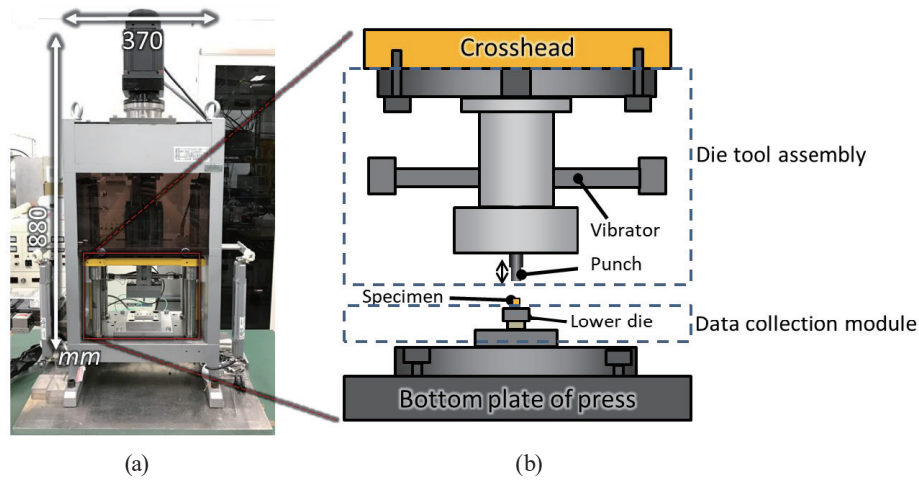 370
880
mm
Crosshead
Die tool assembly
Vibrator
Punch
Specimen
Lower die
Data collection module
Bottom plate of press
(a)
(b)